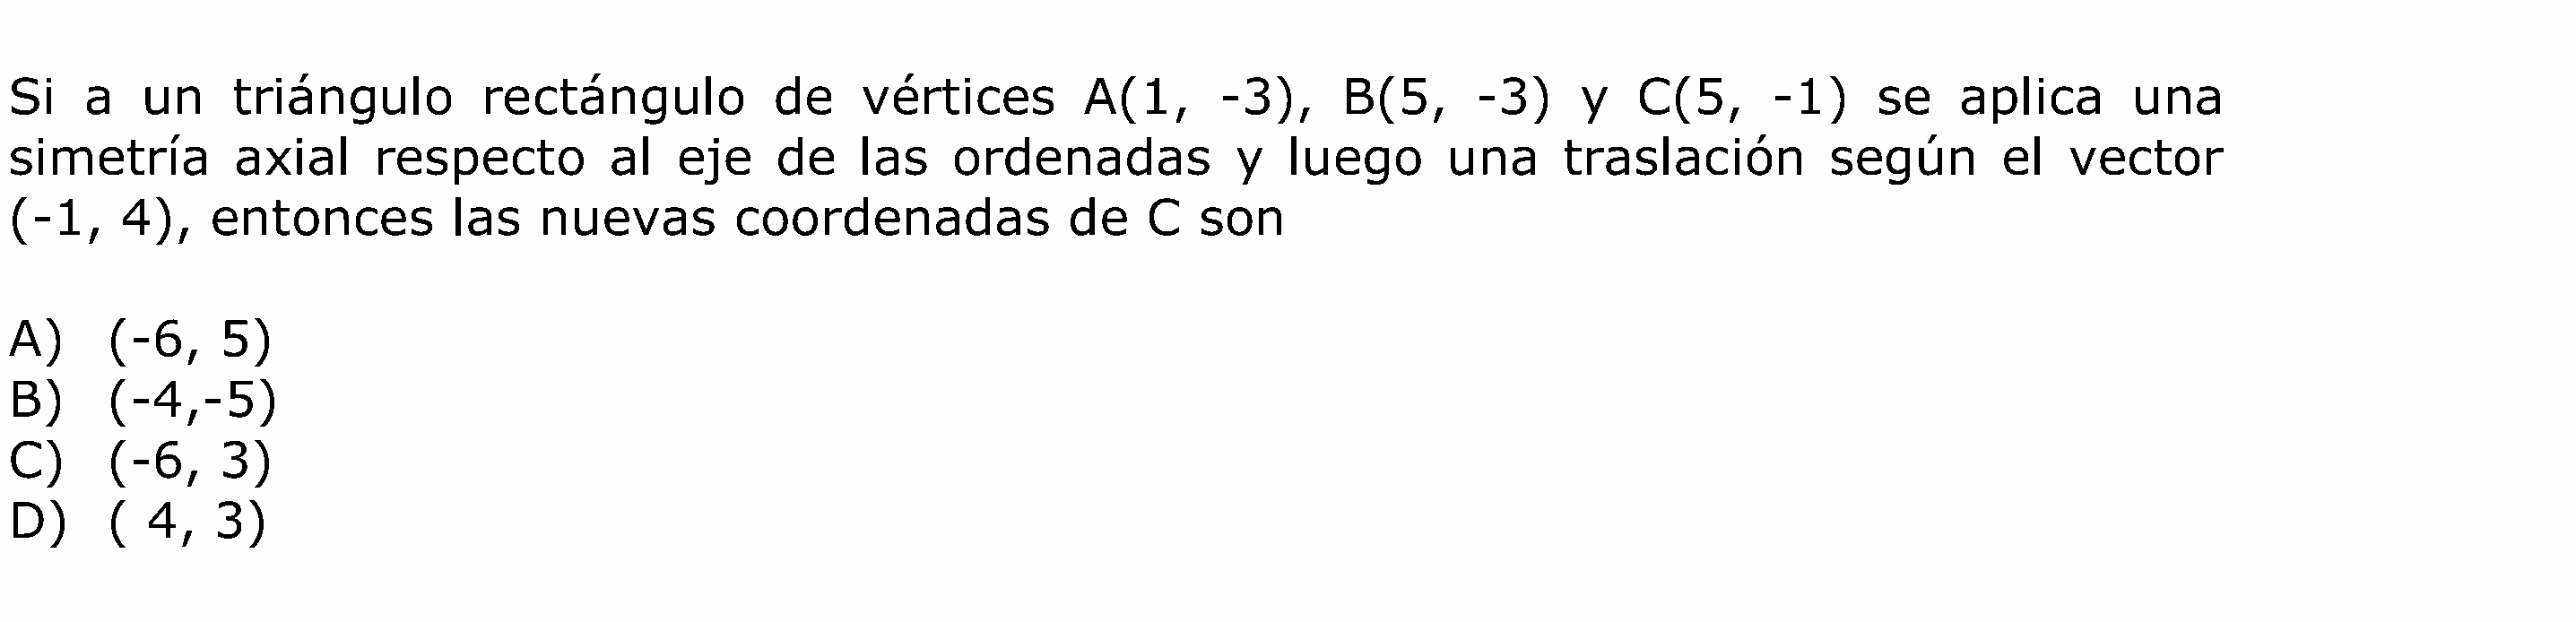 Si a un triángulo rectángulo de vértices A(1, -3), B(5, -3) y C(5, -1) se aplica una
simetría axial respecto al eje de las ordenadas y luego una traslación según el vector
(-1, 4), entonces las nuevas coordenadas de C son
A) (-6, 5)
B) (-4,-5)
C) (-6, 3)
D) ( 4, 3)